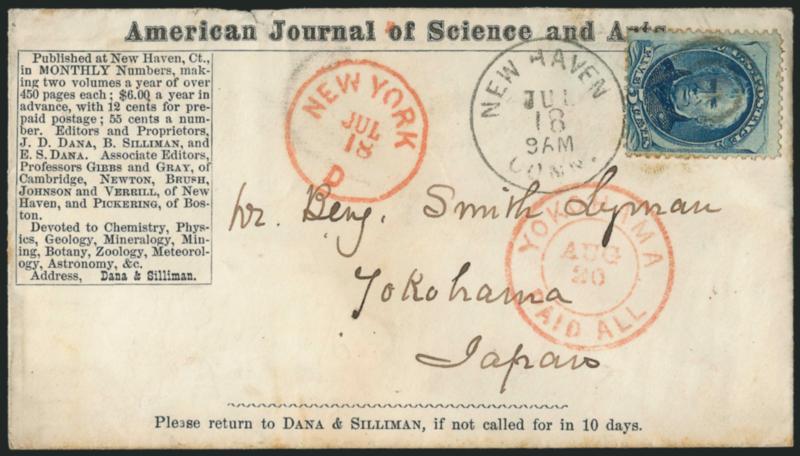 American Journal of Science and Arts
Published at New Haven, Ct.,
in MONTHLY Numbers, mak-
ing two volumes a year of over
450 pages each; $6.00 a year in
advance, with 12 cents for pre-
paid postage; 55 cents a num-
ber. Editors and Proprietors,
J. D. DANA, B. SILLIMAN, and
E. S. DANA. Associate Editors,
Professors GIBBS and GRAY, of
Cambridge, NEWTON, BRUSH,
JOHNSON and VERRILL, of New
Haven, and PICKERING, of Bos-
ton.
Devoted to Chemistry, Phys-
ics, Geology, Mineralogy, Min-
ing, Botany, Zoology, Meteorol-
ogy, Astronomy, &c.
Address, Dana & Silliman.
NEW YORK
JUL
18
D
NEW HAVEN
JUL
18
9AM
CONN.
Benj. Smith Lyman
Yokohama
Japan
YOKOHAMA
AUG
20
PAID ALL
Please return to DANA & SILLIMAN, if not called for in 10 days.